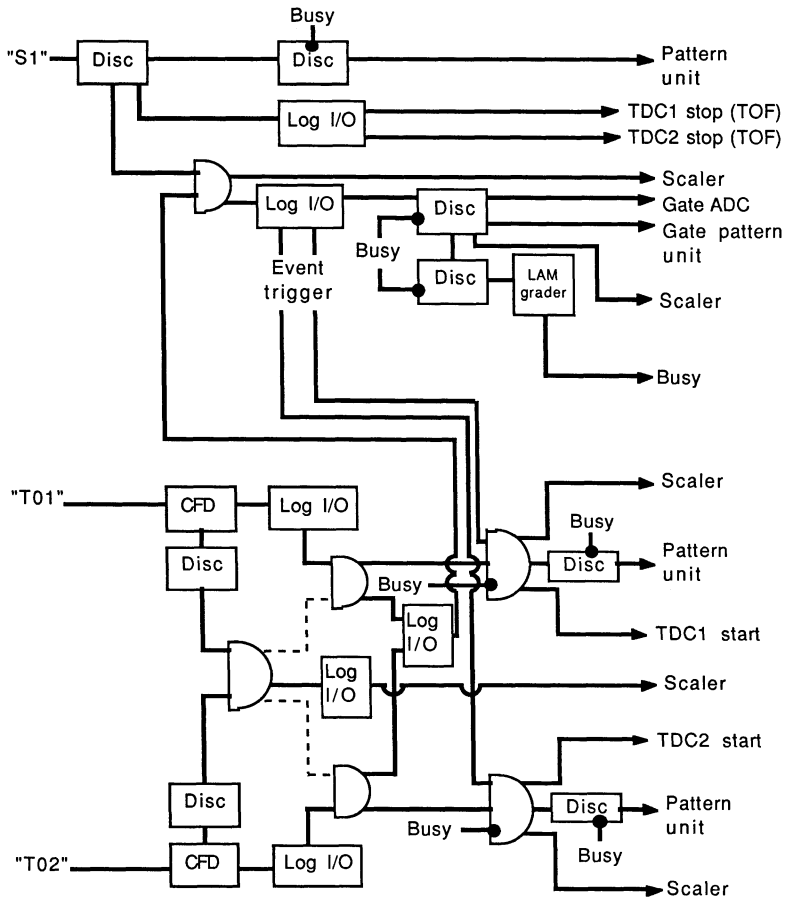 Busy
"S1"
Disc
Disc
Pattern
unit
Log I/O
TDC1 stop (TOF)
TDC2 stop (TOF)
Scaler
Log I/O
Disc
Gate ADC
Gate pattern
unit
Busy
Event
trigger
Disc
LAM
grader
Scaler
Busy
Scaler
"T01"
CFD
Log I/O
Busy
Disc
Disc
Pattern
unit
Busy
Log
I/O
TDC1 start
Log
I/O
Scaler
TDC2 start
Disc
Disc
Pattern
unit
Busy
Busy
"T02"
CFD
Log I/O
Scaler